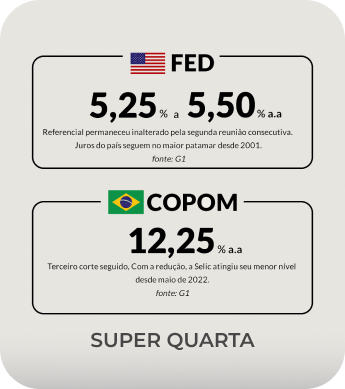 FED
5,25% a 5,50% a.a
Referencial permaneceu inalterado pela segunda reunião consecutiva.
Juros do país seguem no maior patamar desde 2001.
fonte: G1
COPOM
12,25% a.a
Terceiro corte seguido, Com a redução, a Selic atingiu seu menor nível
desde maio de 2022.
fonte: G1
SUPER QUARTA